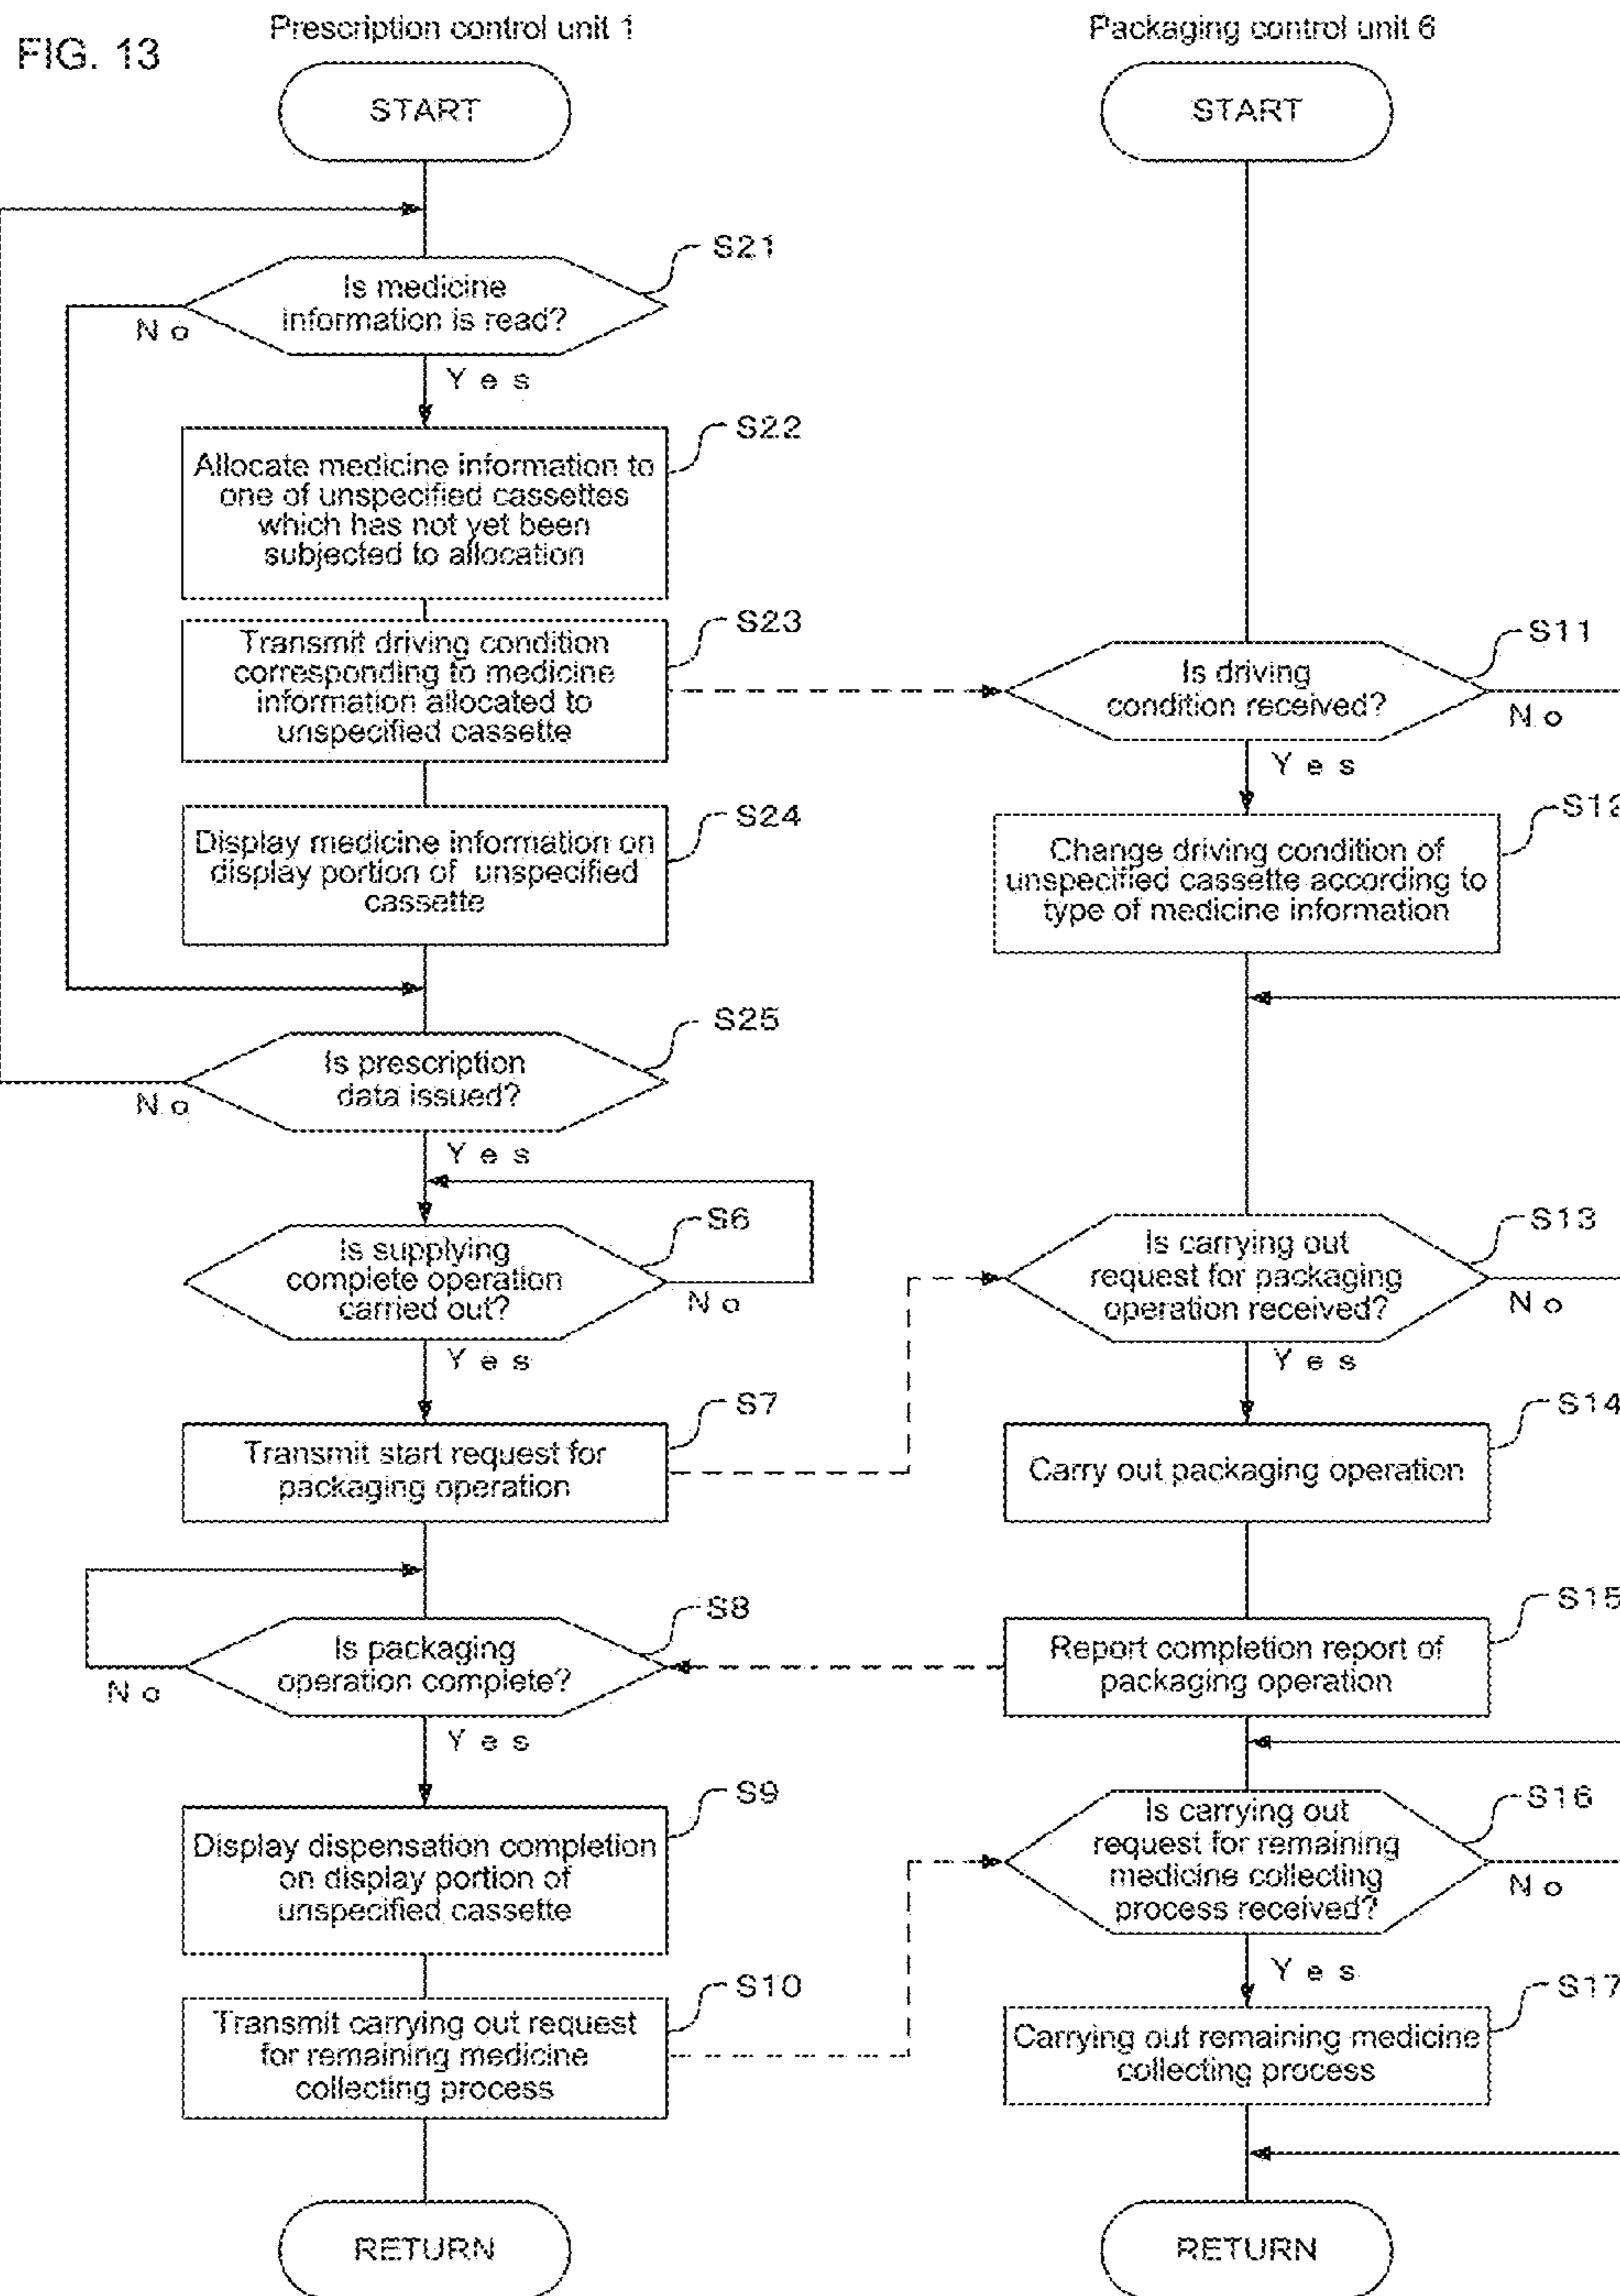 FIG. 13
Prescription control unit 1
START
S21
Is medicine
information is read?
No
Yes
S22
Allocate medicine information to
one of unspecified cassettes
which has not yet been
subjected to allocation
S23
Transmit driving condition
corresponding to medicine
information allocated to
unspecified cassette
S24
Display medicine information on
display portion of unspecified
cassette
S25
Is prescription
data issued?
No
Yes
S6
Is supplying
complete operation
carried out?
No
Yes
S7
Transmit start request for
packaging operation
S8
Is packaging
operation complete?
No
Yes
S9
Display dispensation completion
on display portion of
unspecified cassette
S10
Transmit carrying out request
for remaining medicine
collecting process
RETURN
Packaging control unit 6
START
S11
Is driving
condition received?
No
Yes
S12
Change driving condition of
unspecified cassette according to
type of medicine information
S13
Is carrying out
request for packaging
operation received?
No
Yes
S14
Carry out packaging operation
S15
Report completion report of
packaging operation
S16
Is carrying out
request for remaining
medicine collecting
process received?
No
Yes
S17
Carrying out remaining medicine
collecting process
RETURN